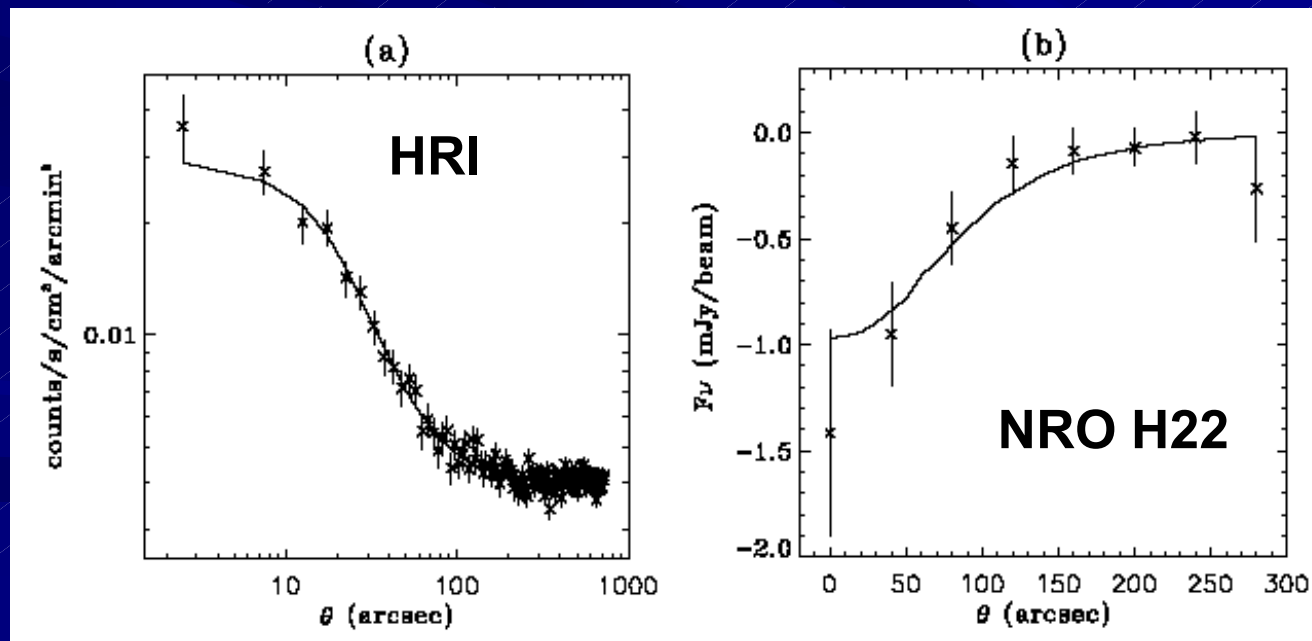 (a)
HRI
counts/s/cm²/arcmin²
0.01
10
100
1000
θ (arcsec)
(b)
NRO H22
Fν (mJy/beam)
0.0
−0.5
−1.0
−1.5
−2.0
0
50
100
150
200
250
300
θ (arcsec)